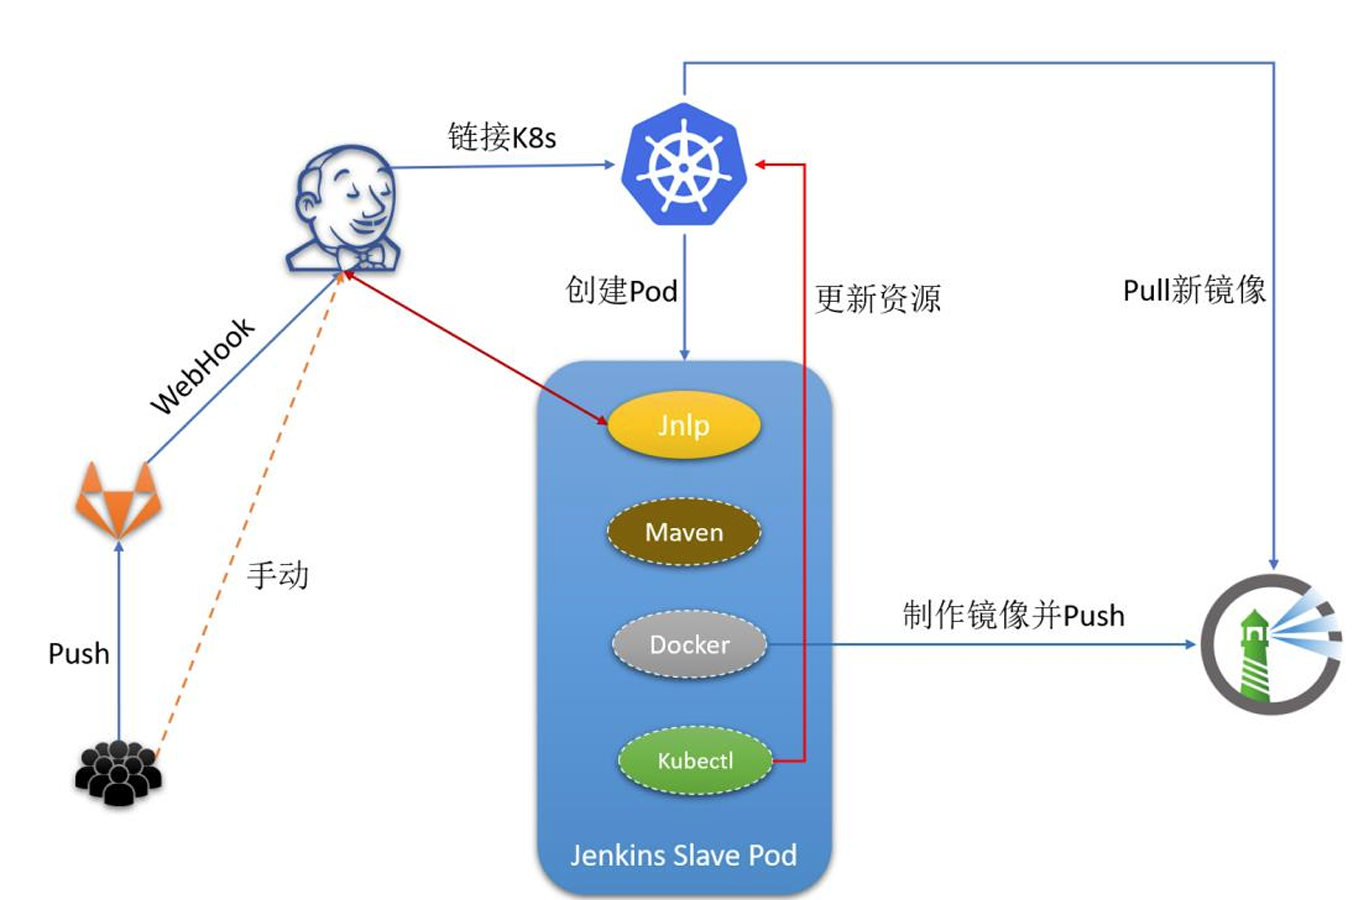 链接K8s
创建Pod
更新资源
Pull新镜像
WebHook
Jnlp
Maven
手动
制作镜像并Push
Docker
Push
Kubectl
Jenkins Slave Pod